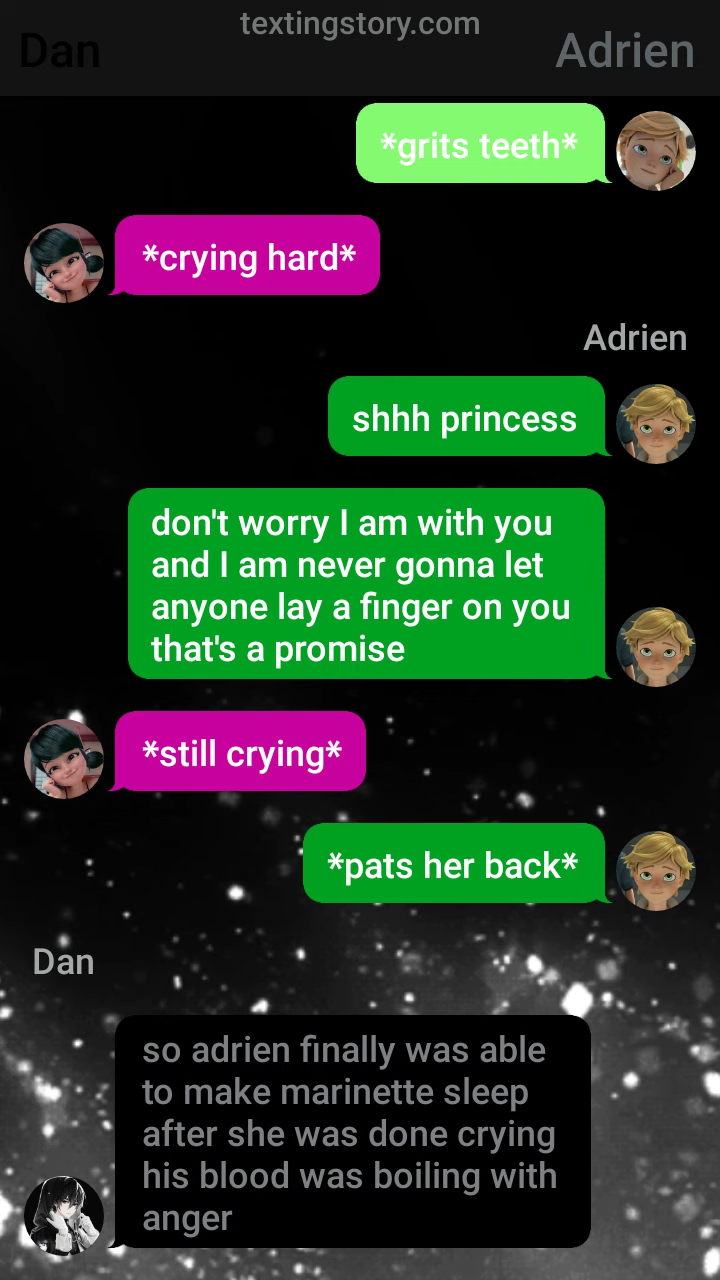 textingstory.com
Dan
Adrien
*grits teeth*
*crying hard*
Adrien
shhh princess
don't worry I am with you
and I am never gonna let
anyone lay a finger on you
that's a promise
*still crying*
*pats her back*
Dan
so adrien finally was able
to make marinette sleep
after she was done crying
his blood was boiling with
anger